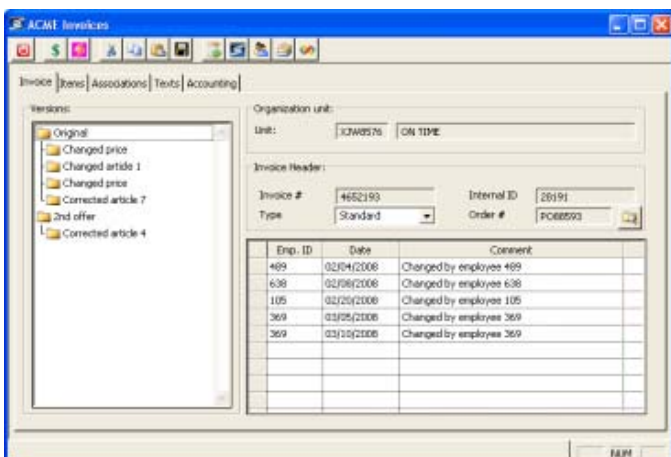 ACME Invoices
Invoice Items Associations Texts Accounting
Versions:
Original
Changed price
Changed article 1
Changed price
Corrected article 7
2nd offer
Corrected article 4
Organization unit:
Unit: XJW8576 ON TIME
Invoice Header:
Invoice # 4652193 Internal ID 28191
Type Standard Order # PO88593
Emp. ID Date Comment
489 02/04/2008 Changed by employee 489
638 02/08/2008 Changed by employee 638
105 02/20/2008 Changed by employee 105
369 03/05/2008 Changed by employee 369
369 03/10/2008 Changed by employee 369
NUM